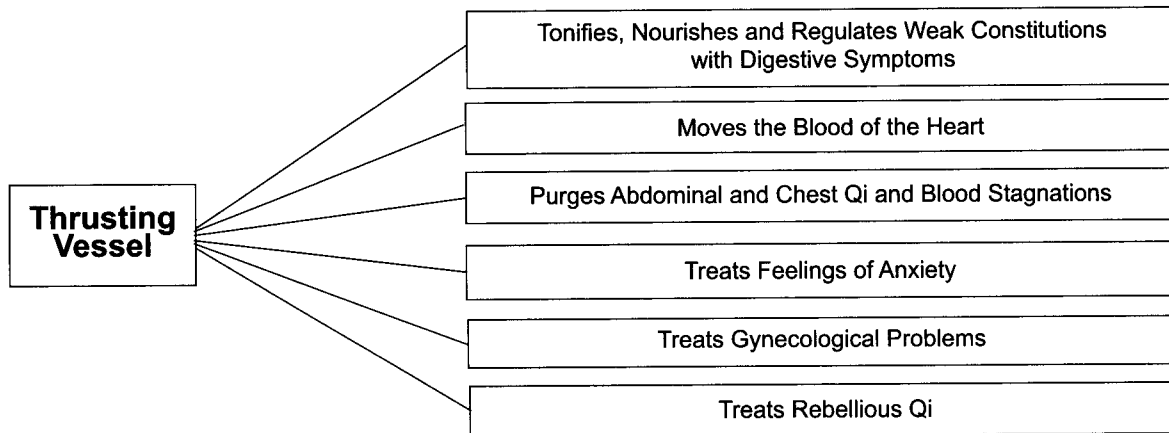 Thrusting
Vessel
Tonifies, Nourishes and Regulates Weak Constitutions
with Digestive Symptoms
Moves the Blood of the Heart
Purges Abdominal and Chest Qi and Blood Stagnations
Treats Feelings of Anxiety
Treats Gynecological Problems
Treats Rebellious Qi